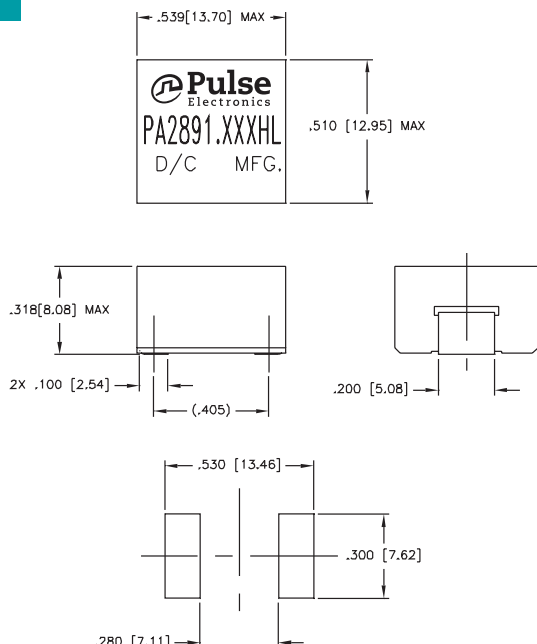 .539[13.70] MAX
Pulse
Electronics
PA2891.XXXHL
D/C MFG.
.510 [12.95] MAX
.318[8.08] MAX
2X .100 [2.54]
(.405)
.200 [5.08]
.530 [13.46]
.300 [7.62]
.280 [7.11]